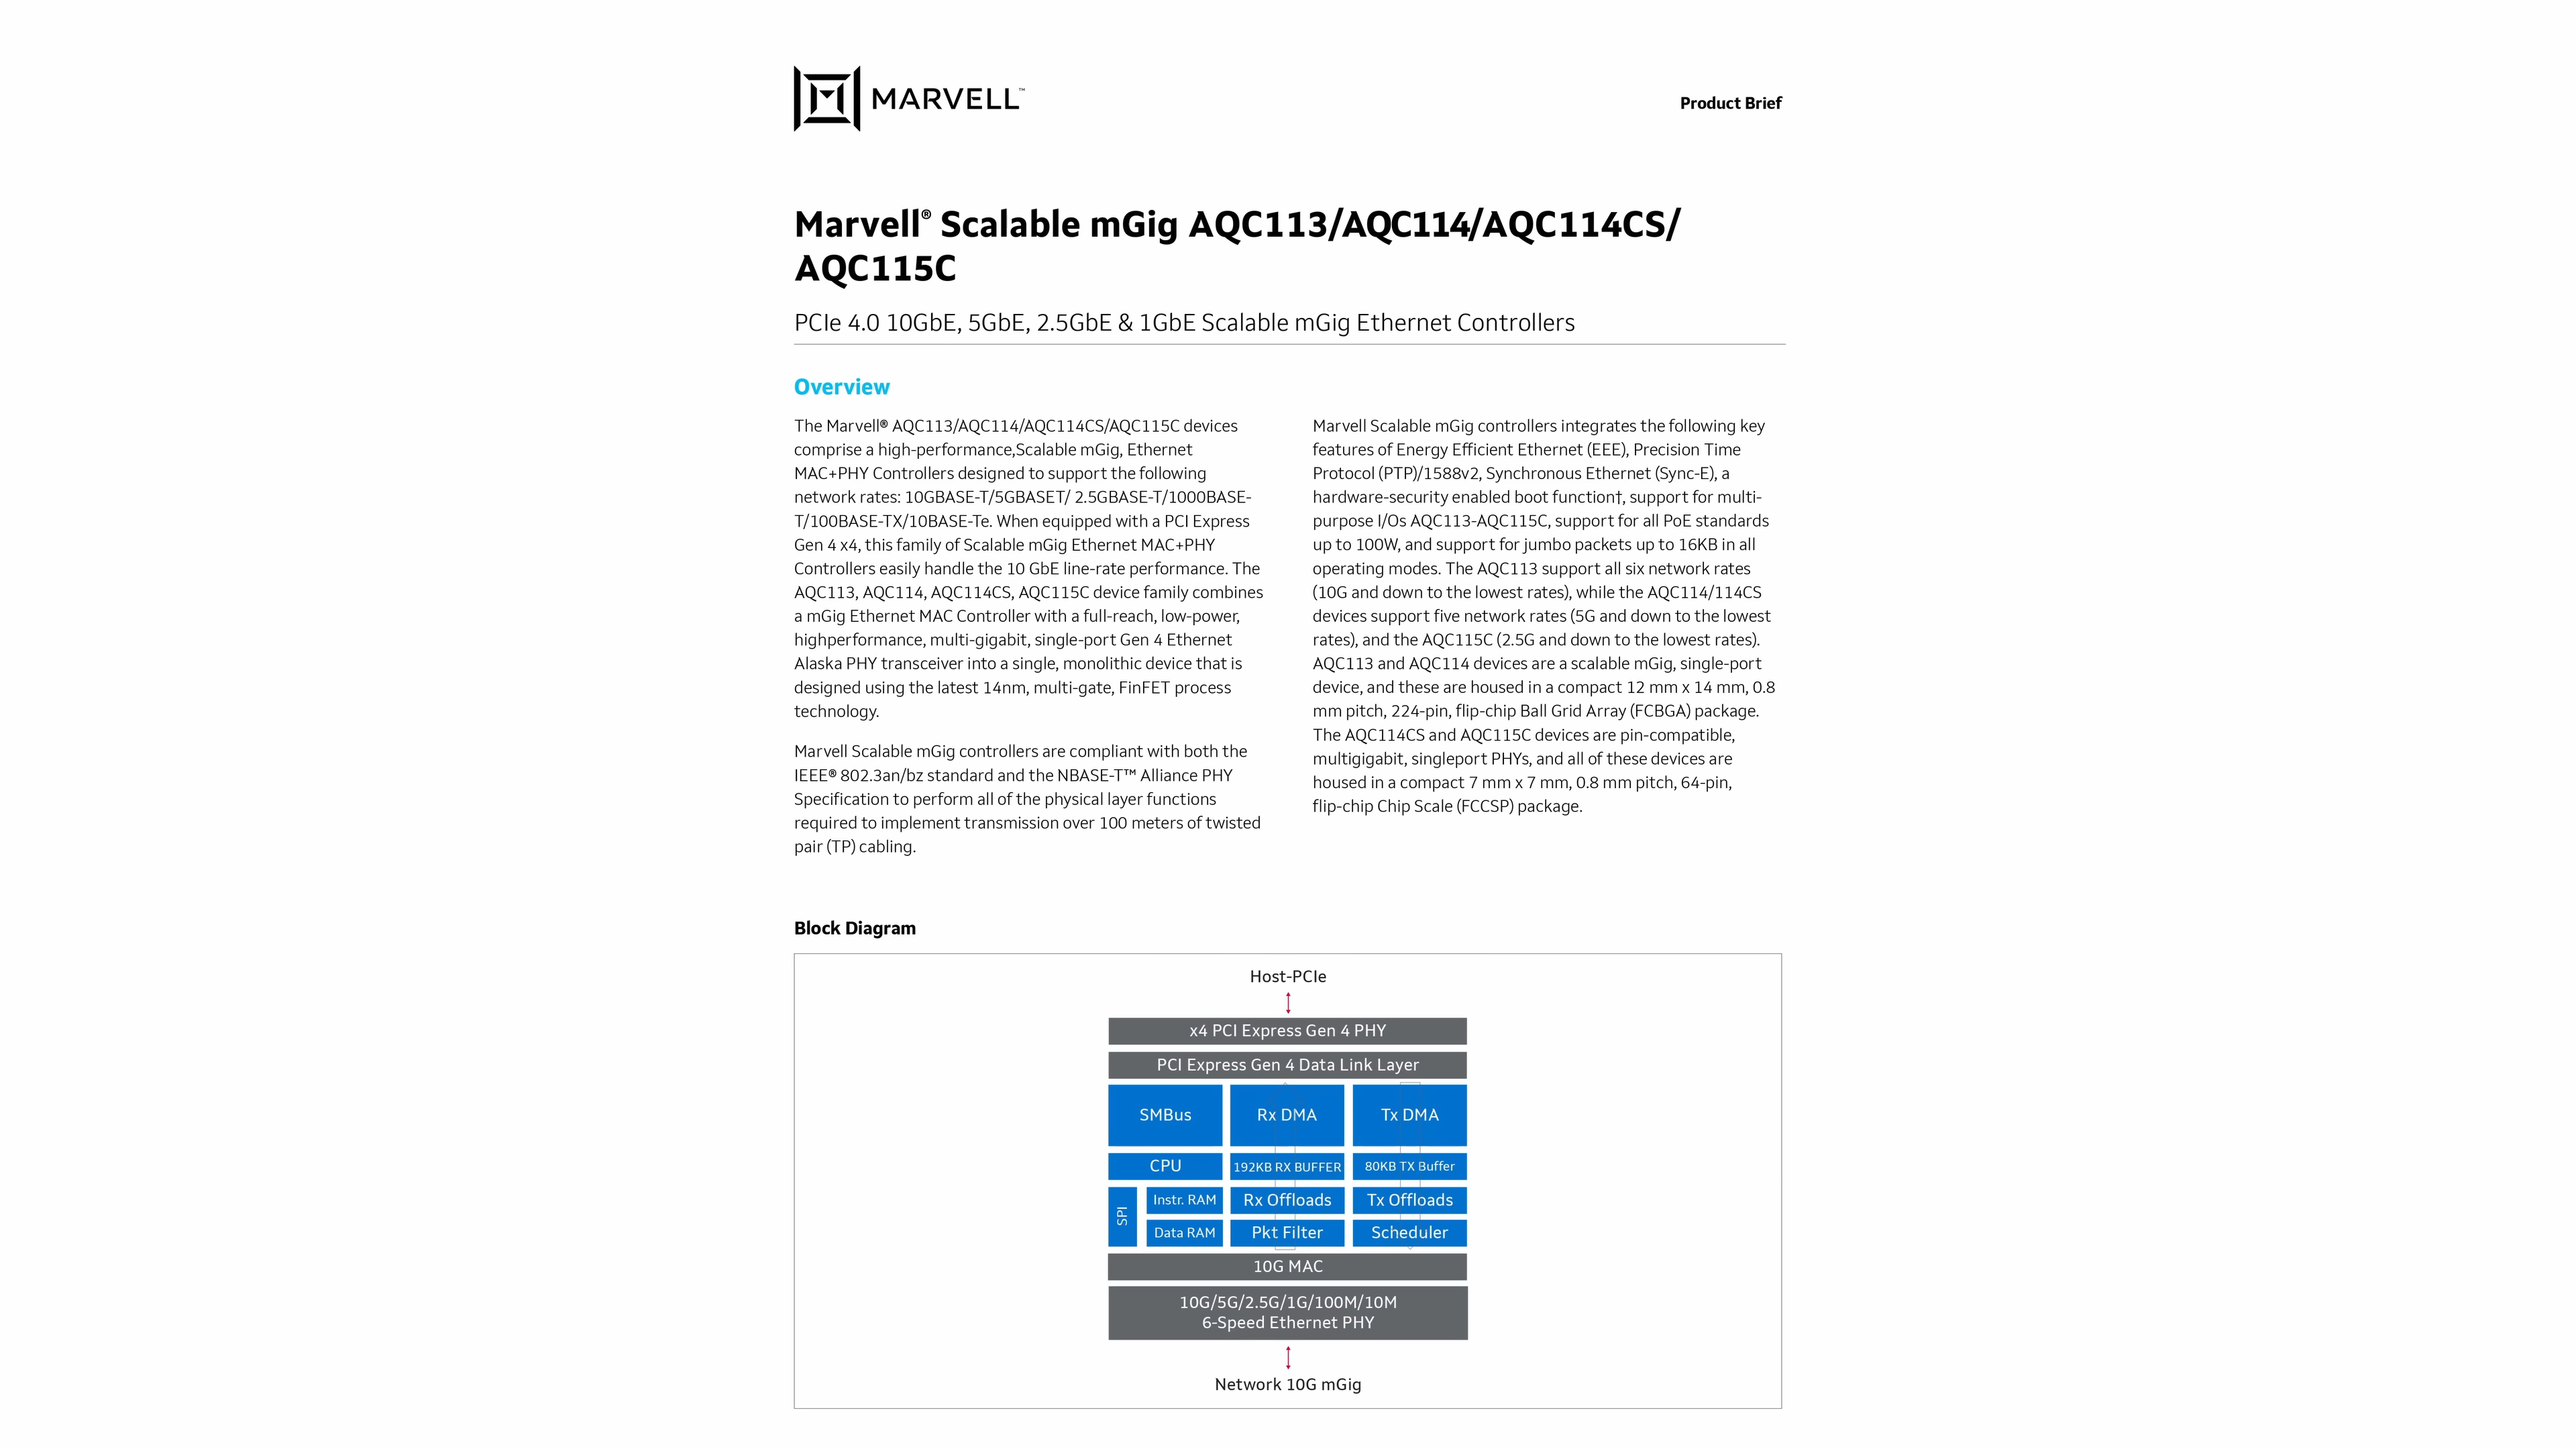 MARVELL™
Product Brief
Marvell® Scalable mGig AQC113/AQC114/AQC114CS/
AQC115C
PCIe 4.0 10GbE, 5GbE, 2.5GbE & 1GbE Scalable mGig Ethernet Controllers
Overview
The Marvell® AQC113/AQC114/AQC114CS/AQC115C devices
comprise a high-performance,Scalable mGig, Ethernet
MAC+PHY Controllers designed to support the following
network rates: 10GBASE-T/5GBASET/ 2.5GBASE-T/1000BASE-
T/100BASE-TX/10BASE-Te. When equipped with a PCI Express
Gen 4 x4, this family of Scalable mGig Ethernet MAC+PHY
Controllers easily handle the 10 GbE line-rate performance. The
AQC113, AQC114, AQC114CS, AQC115C device family combines
a mGig Ethernet MAC Controller with a full-reach, low-power,
highperformance, multi-gigabit, single-port Gen 4 Ethernet
Alaska PHY transceiver into a single, monolithic device that is
designed using the latest 14nm, multi-gate, FinFET process
technology.
Marvell Scalable mGig controllers are compliant with both the
IEEE® 802.3an/bz standard and the NBASE-T™ Alliance PHY
Specification to perform all of the physical layer functions
required to implement transmission over 100 meters of twisted
pair (TP) cabling.
Marvell Scalable mGig controllers integrates the following key
features of Energy Efficient Ethernet (EEE), Precision Time
Protocol (PTP)/1588v2, Synchronous Ethernet (Sync-E), a
hardware-security enabled boot function†, support for multi-
purpose I/Os AQC113-AQC115C, support for all PoE standards
up to 100W, and support for jumbo packets up to 16KB in all
operating modes. The AQC113 support all six network rates
(10G and down to the lowest rates), while the AQC114/114CS
devices support five network rates (5G and down to the lowest
rates), and the AQC115C (2.5G and down to the lowest rates).
AQC113 and AQC114 devices are a scalable mGig, single-port
device, and these are housed in a compact 12 mm x 14 mm, 0.8
mm pitch, 224-pin, flip-chip Ball Grid Array (FCBGA) package.
The AQC114CS and AQC115C devices are pin-compatible,
multigigabit, singleport PHYs, and all of these devices are
housed in a compact 7 mm x 7 mm, 0.8 mm pitch, 64-pin,
flip-chip Chip Scale (FCCSP) package.
Block Diagram
Host-PCIe
x4 PCI Express Gen 4 PHY
PCI Express Gen 4 Data Link Layer
SMBus
Rx DMA
Tx DMA
CPU
192KB RX BUFFER
80KB TX Buffer
SPI
Instr. RAM
Rx Offloads
Tx Offloads
Data RAM
Pkt Filter
Scheduler
10G MAC
10G/5G/2.5G/1G/100M/10M
6-Speed Ethernet PHY
Network 10G mGig